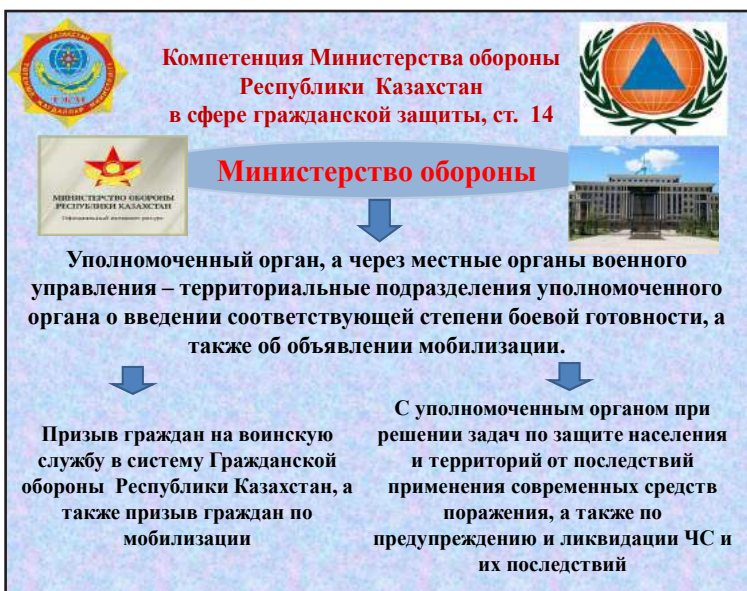 Компетенция Министерства обороны
Республики Казахстан
в сфере гражданской защиты, ст. 14
ҚАЗАҚСТАН
МИНИСТЕРСТВО ОБОРОНЫ
РЕСПУБЛИКИ КАЗАХСТАН
Министерство обороны
Уполномоченный орган, а через местные органы военного
управления – территориальные подразделения уполномоченного
органа о введении соответствующей степени боевой готовности, а
также об объявлении мобилизации.
Призыв граждан на воинскую
службу в систему Гражданской
обороны Республики Казахстан, а
также призыв граждан по
мобилизации
С уполномоченным органом при
решении задач по защите населения
и территорий от последствий
применения современных средств
поражения, а также по
предупреждению и ликвидации ЧС и
их последствий